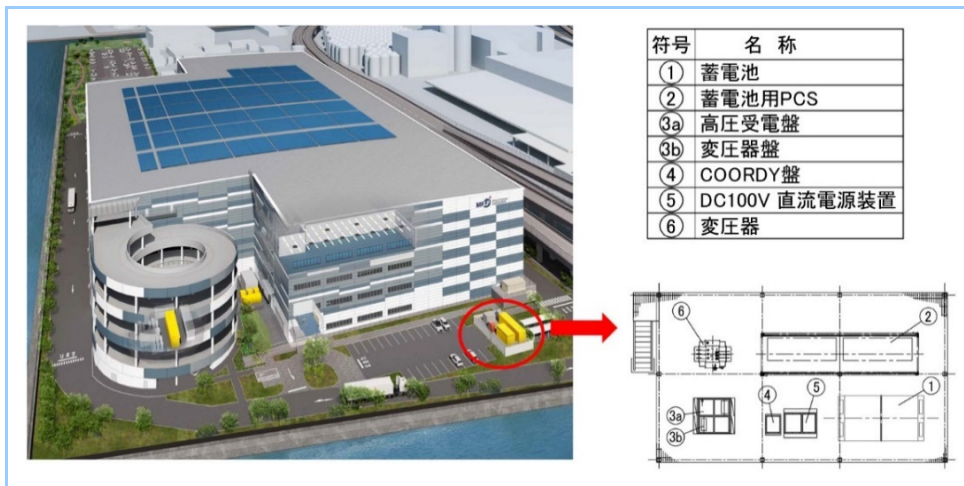 符号 名 称
① 蓄電池
② 蓄電池用PCS
③a 高圧受電盤
③b 変圧器盤
④ COORDY盤
⑤ DC100V 直流電源装置
⑥ 変圧器
⑥
②
⑤
①
④
③a
③b